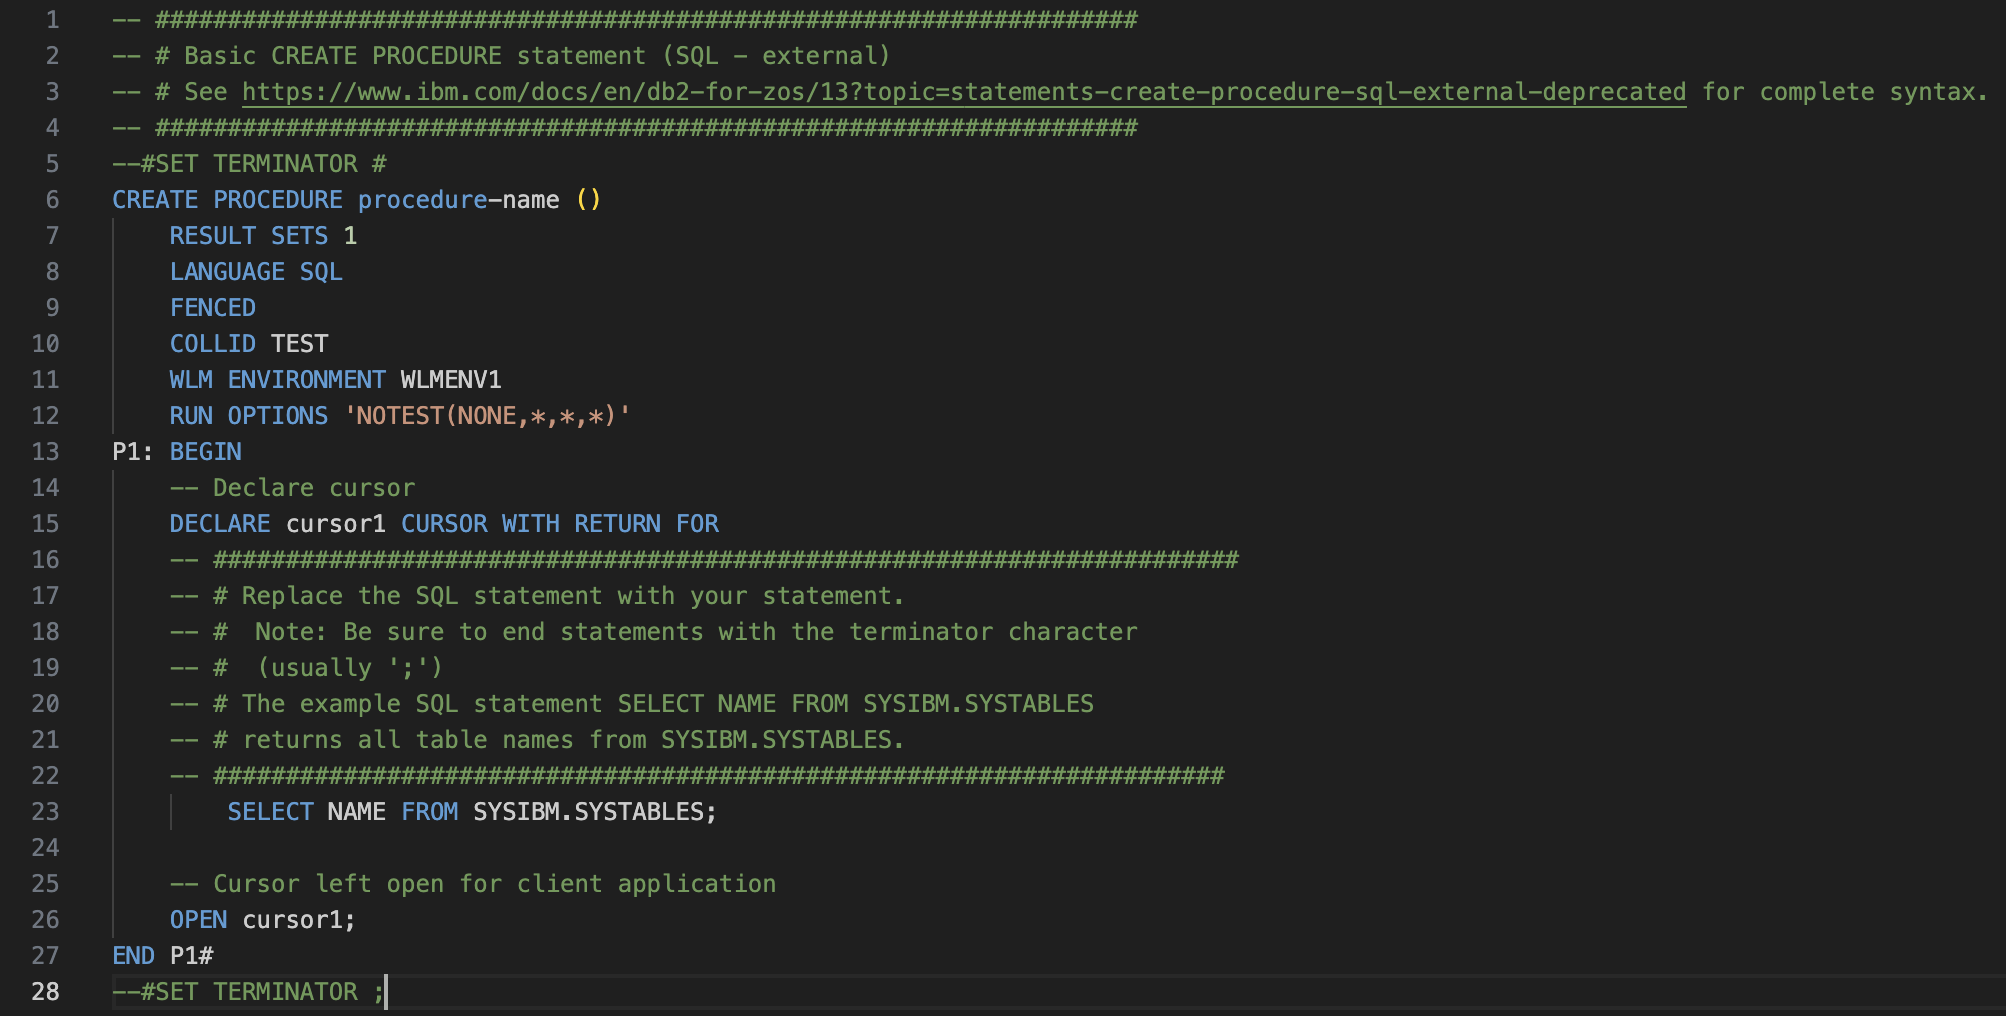 1 -- ####################################################################
2 -- # Basic CREATE PROCEDURE statement (SQL - external)
3 -- # See https://www.ibm.com/docs/en/db2-for-zos/13?topic=statements-create-procedure-sql-external-deprecated for complete syntax.
4 -- ####################################################################
5 --#SET TERMINATOR #
6 CREATE PROCEDURE procedure-name ()
7     RESULT SETS 1
8     LANGUAGE SQL
9     FENCED
10     COLLID TEST
11     WLM ENVIRONMENT WLMENV1
12     RUN OPTIONS 'NOTEST(NONE,*,*,*)'
13 P1: BEGIN
14     -- Declare cursor
15     DECLARE cursor1 CURSOR WITH RETURN FOR
16     -- #######################################################################
17     -- # Replace the SQL statement with your statement.
18     -- #  Note: Be sure to end statements with the terminator character
19     -- #  (usually ';')
20     -- # The example SQL statement SELECT NAME FROM SYSIBM.SYSTABLES
21     -- # returns all table names from SYSIBM.SYSTABLES.
22     -- ######################################################################
23         SELECT NAME FROM SYSIBM.SYSTABLES;
24
25     -- Cursor left open for client application
26     OPEN cursor1;
27 END P1#
28 --#SET TERMINATOR ;